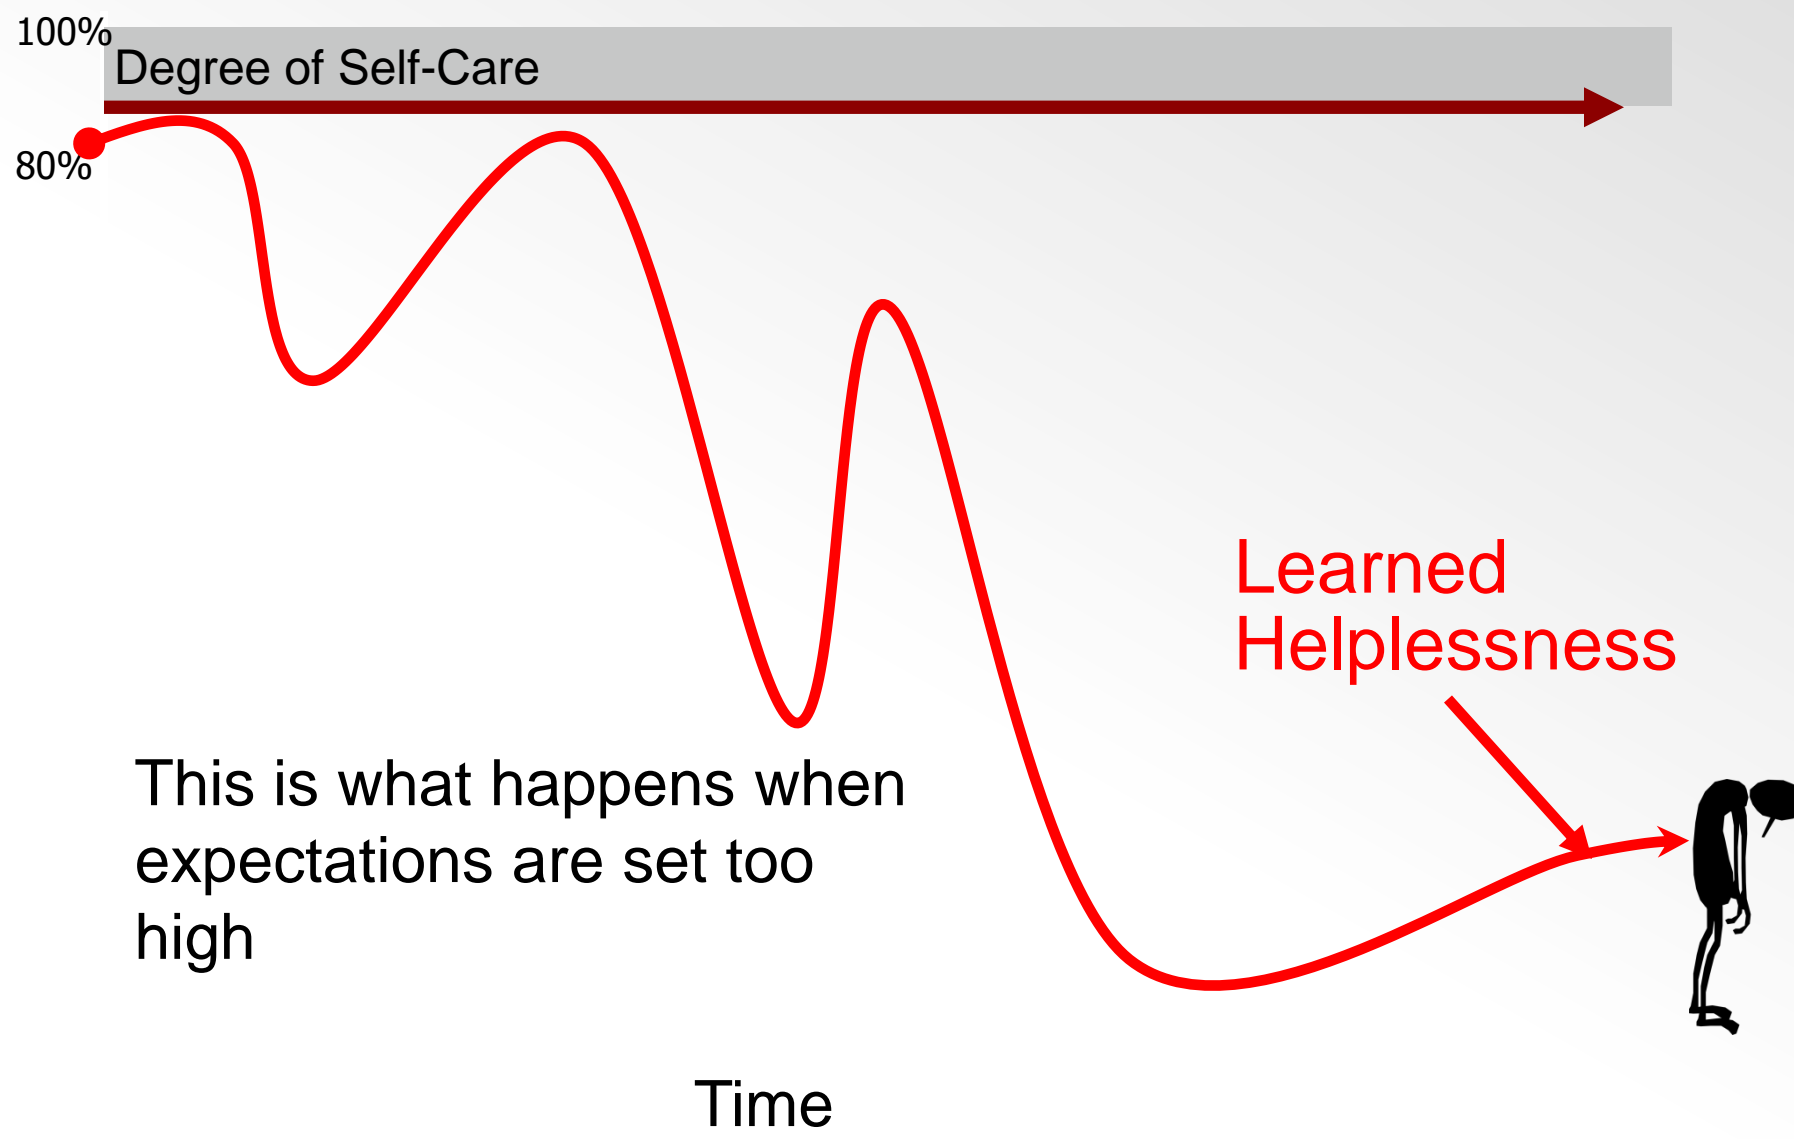 100%
Degree of Self-Care
80%
Learned
Helplessness
This is what happens when
expectations are set too
high
Time